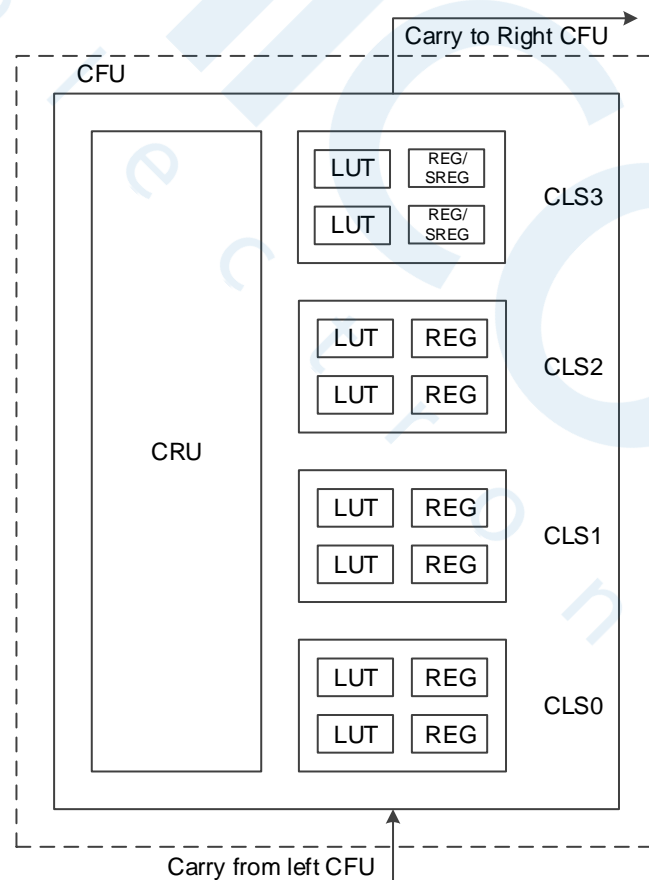 Carry to Right CFU
CFU
LUT
REG/
SREG
LUT
REG/
SREG
CLS3
LUT
REG
LUT
REG
CLS2
CRU
LUT
REG
LUT
REG
CLS1
LUT
REG
LUT
REG
CLS0
Carry from left CFU